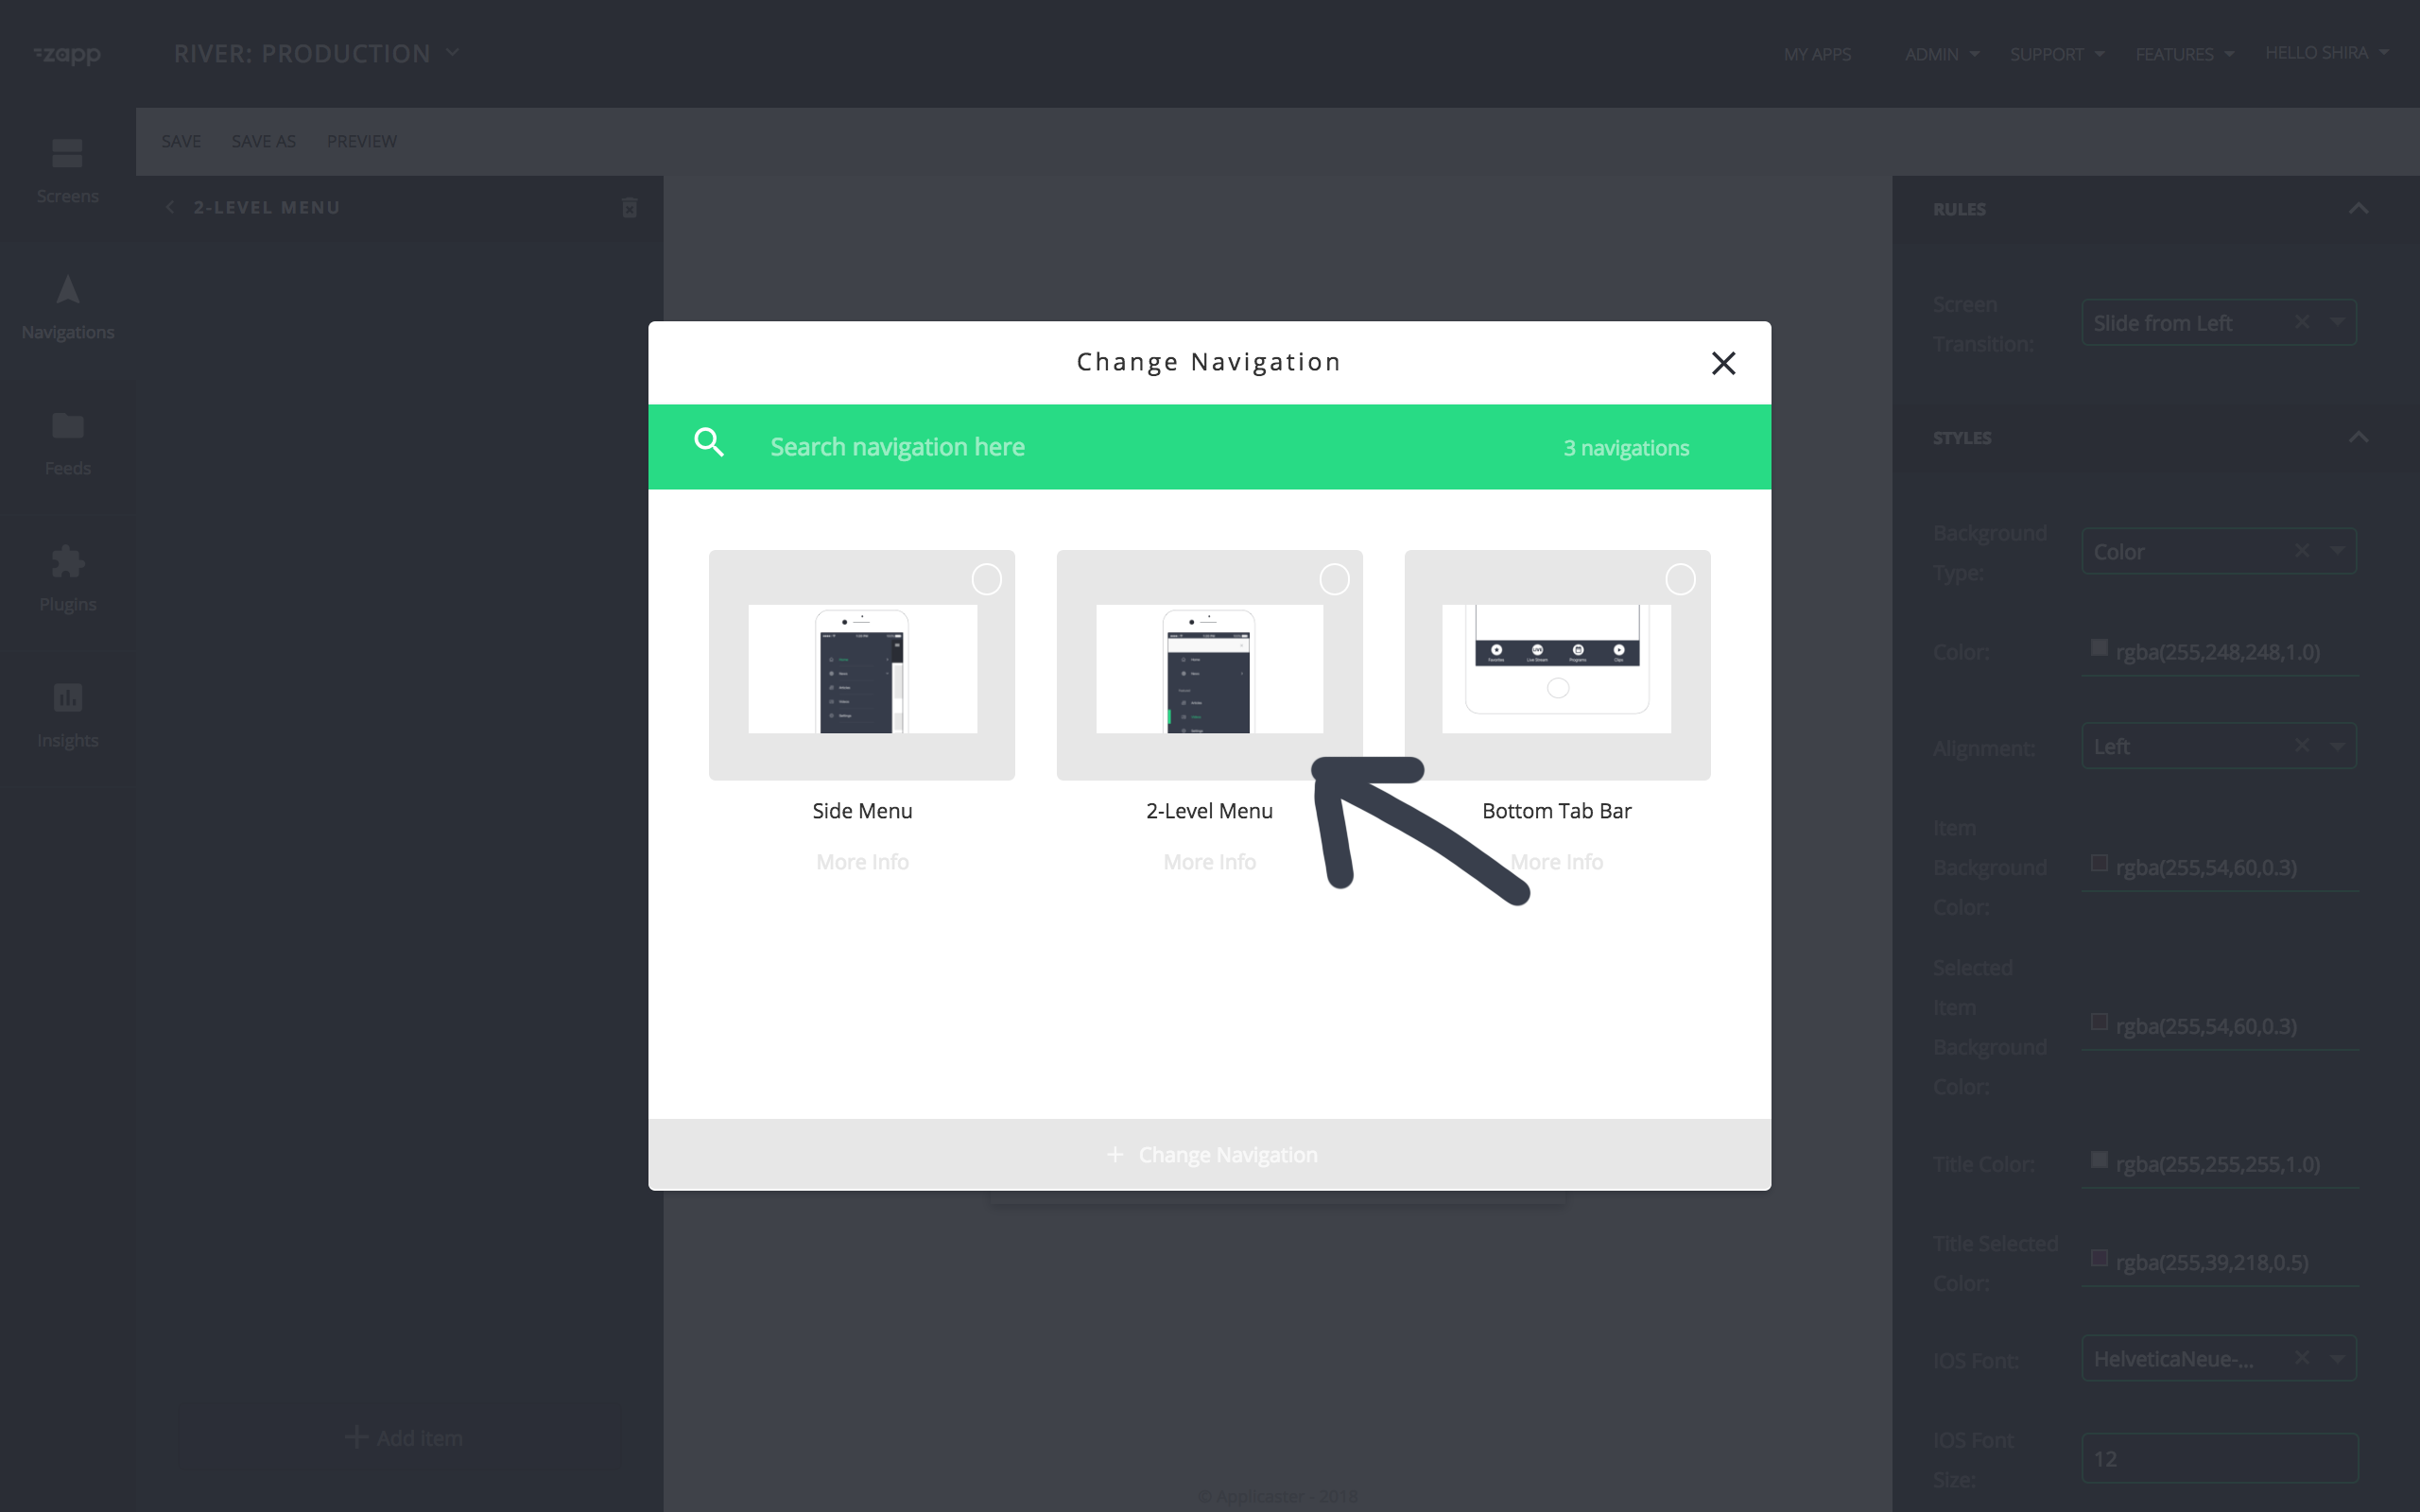 zapp
RIVER: PRODUCTION
MY APPS
ADMIN
SUPPORT
FEATURES
HELLO SHIRA
SAVE
SAVE AS
PREVIEW
Screens
Navigations
Feeds
Plugins
Insights
2-LEVEL MENU
Add Item
Change Navigation
Search navigation here
3 navigations
Side Menu
2-Level Menu
Bottom Tab Bar
More Info
More Info
More Info
Change Navigation
© Applicaster - 2018
RULES
Screen
Transition:
Slide from Left
STYLES
Background
Type:
Color
Color:
rgba(255,248,248,1.0)
Alignment:
Left
Item
Background
Color:
rgba(255,54,60,0.3)
Selected
Item
Background
Color:
rgba(255,54,60,0.3)
Title Color:
rgba(255,255,255,1.0)
Title Selected
Color:
rgba(255,39,218,0.5)
IOS Font:
HelveticaNeue-...
IOS Font
Size:
12